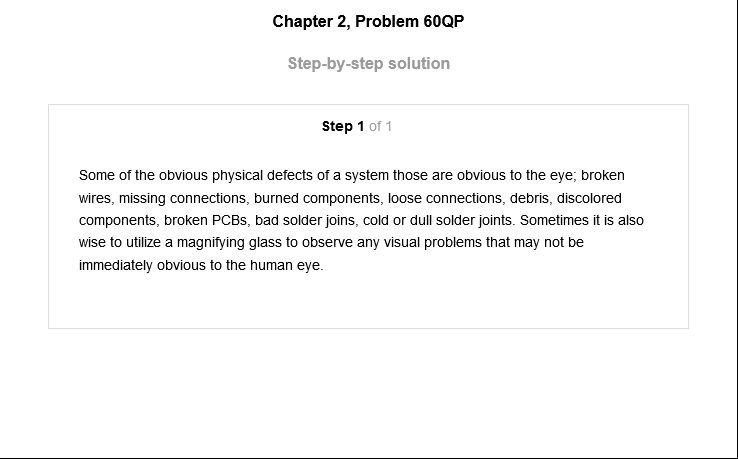 Chapter 2, Problem 60QP
Step-by-step solution
Step 1 of 1
Some of the obvious physical defects of a system those are obvious to the eye; broken
wires, missing connections, burned components, loose connections, debris, discolored
components, broken PCBs, bad solder joins, cold or dull solder joints. Sometimes it is also
wise to utilize a magnifying glass to observe any visual problems that may not be
immediately obvious to the human eye.